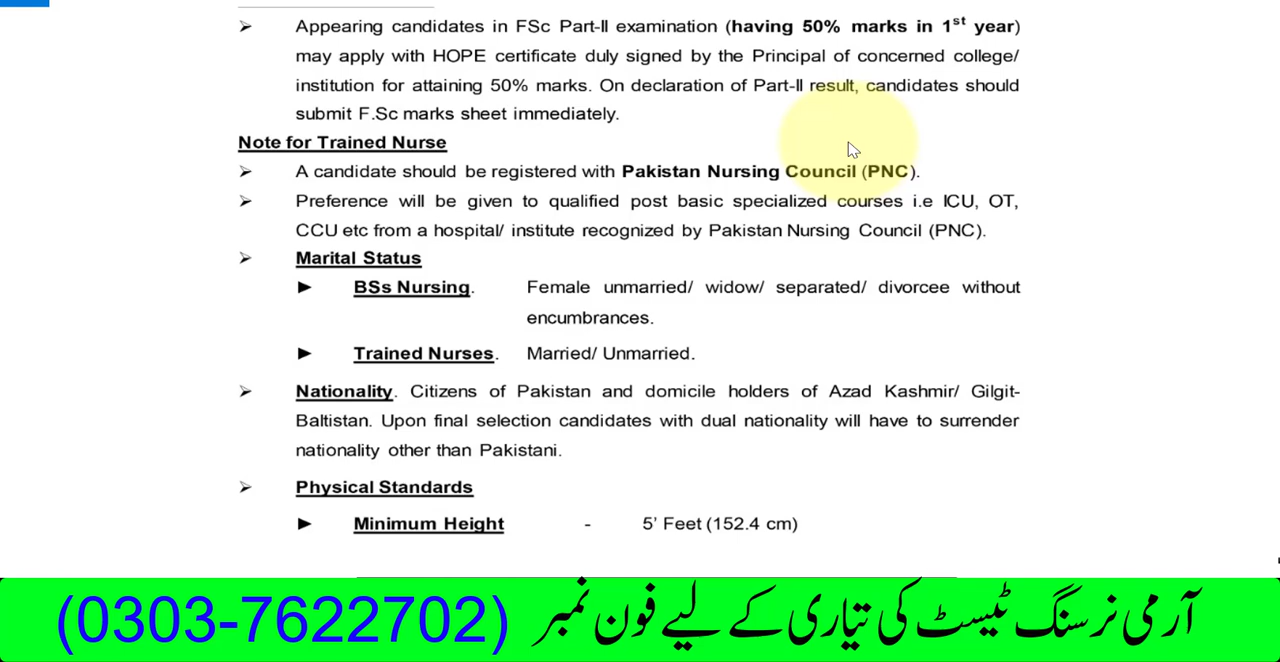 ➢ Appearing candidates in FSc Part-II examination (having 50% marks in 1st year)
may apply with HOPE certificate duly signed by the Principal of concerned college/
institution for attaining 50% marks. On declaration of Part-II result, candidates should
submit F.Sc marks sheet immediately.
Note for Trained Nurse
➢ A candidate should be registered with Pakistan Nursing Council (PNC).
➢ Preference will be given to qualified post basic specialized courses i.e ICU, OT,
CCU etc from a hospital/ institute recognized by Pakistan Nursing Council (PNC).
➢ Marital Status
► BSs Nursing. Female unmarried/ widow/ separated/ divorcee without
encumbrances.
► Trained Nurses. Married/ Unmarried.
➢ Nationality. Citizens of Pakistan and domicile holders of Azad Kashmir/ Gilgit-
Baltistan. Upon final selection candidates with dual nationality will have to surrender
nationality other than Pakistani.
➢ Physical Standards
► Minimum Height - 5’ Feet (152.4 cm)
آرمی نرسنگ ٹیسٹ کی تیاری کے لیے فون نمبر (0303-7622702)